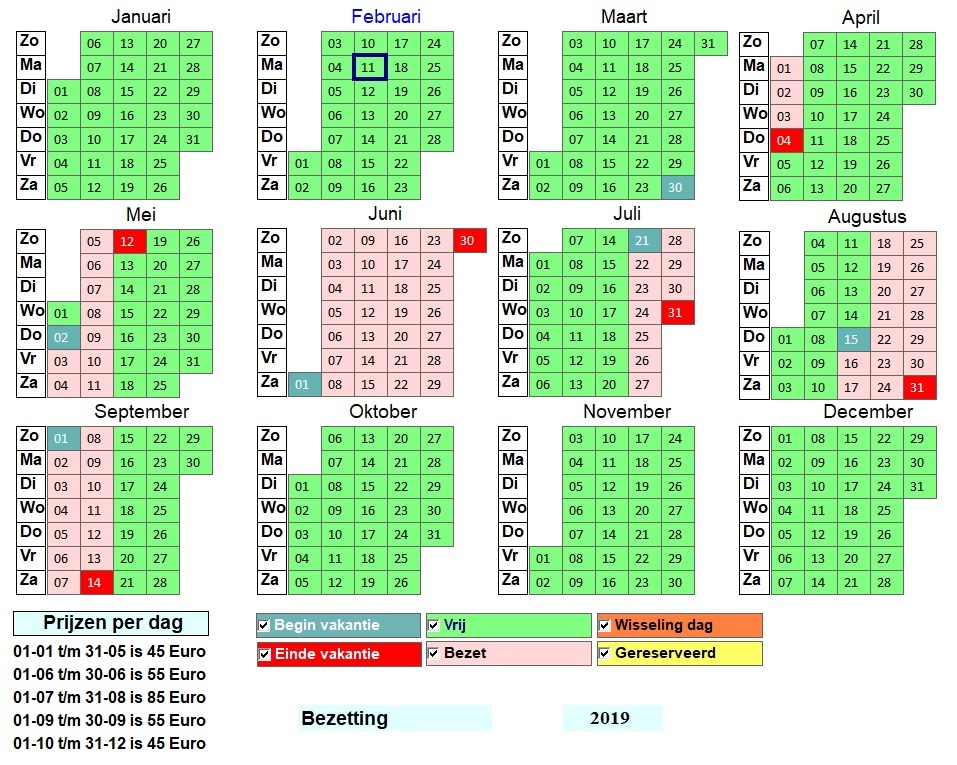 Januari Februari Maart April
Zo 06 13 20 27 Zo 03 10 17 24 Zo 03 10 17 24 31 Zo 07 14 21 28
Ma 07 14 21 28 Ma 04 11 18 25 Ma 04 11 18 25 Ma 01 08 15 22 29
Di 01 08 15 22 29 Di 05 12 19 26 Di 05 12 19 26 Di 02 09 16 23 30
Wo 02 09 16 23 30 Wo 06 13 20 27 Wo 06 13 20 27 Wo 03 10 17 24
Do 03 10 17 24 31 Do 07 14 21 28 Do 07 14 21 28 Do 04 11 18 25
Vr 04 11 18 25 Vr 01 08 15 22 Vr 01 08 15 22 29 Vr 05 12 19 26
Za 05 12 19 26 Za 02 09 16 23 Za 02 09 16 23 30 Za 06 13 20 27
Mei Juni Juli Augustus
Zo 05 12 19 26 Zo 02 09 16 23 30 Zo 07 14 21 28 Zo 04 11 18 25
Ma 06 13 20 27 Ma 03 10 17 24 Ma 01 08 15 22 29 Ma 05 12 19 26
Di 07 14 21 28 Di 04 11 18 25 Di 02 09 16 23 30 Di 06 13 20 27
Wo 01 08 15 22 29 Wo 05 12 19 26 Wo 03 10 17 24 31 Wo 07 14 21 28
Do 02 09 16 23 30 Do 06 13 20 27 Do 04 11 18 25 Do 01 08 15 22 29
Vr 03 10 17 24 31 Vr 07 14 21 28 Vr 05 12 19 26 Vr 02 09 16 23 30
Za 04 11 18 25 Za 01 08 15 22 29 Za 06 13 20 27 Za 03 10 17 24 31
September Oktober November December
Zo 01 08 15 22 29 Zo 06 13 20 27 Zo 03 10 17 24 Zo 01 08 15 22 29
Ma 02 09 16 23 30 Ma 07 14 21 28 Ma 04 11 18 25 Ma 02 09 16 23 30
Di 03 10 17 24 Di 01 08 15 22 29 Di 05 12 19 26 Di 03 10 17 24 31
Wo 04 11 18 25 Wo 02 09 16 23 30 Wo 06 13 20 27 Wo 04 11 18 25
Do 05 12 19 26 Do 03 10 17 24 31 Do 07 14 21 28 Do 05 12 19 26
Vr 06 13 20 27 Vr 04 11 18 25 Vr 01 08 15 22 29 Vr 06 13 20 27
Za 07 14 21 28 Za 05 12 19 26 Za 02 09 16 23 30 Za 07 14 21 28
Prijzen per dag
01-01 t/m 31-05 is 45 Euro
01-06 t/m 30-06 is 55 Euro
01-07 t/m 31-08 is 85 Euro
01-09 t/m 30-09 is 55 Euro
01-10 t/m 31-12 is 45 Euro
Begin vakantie Vrij Wisseling dag
Einde vakantie Bezet Gereserveerd
Bezetting 2019